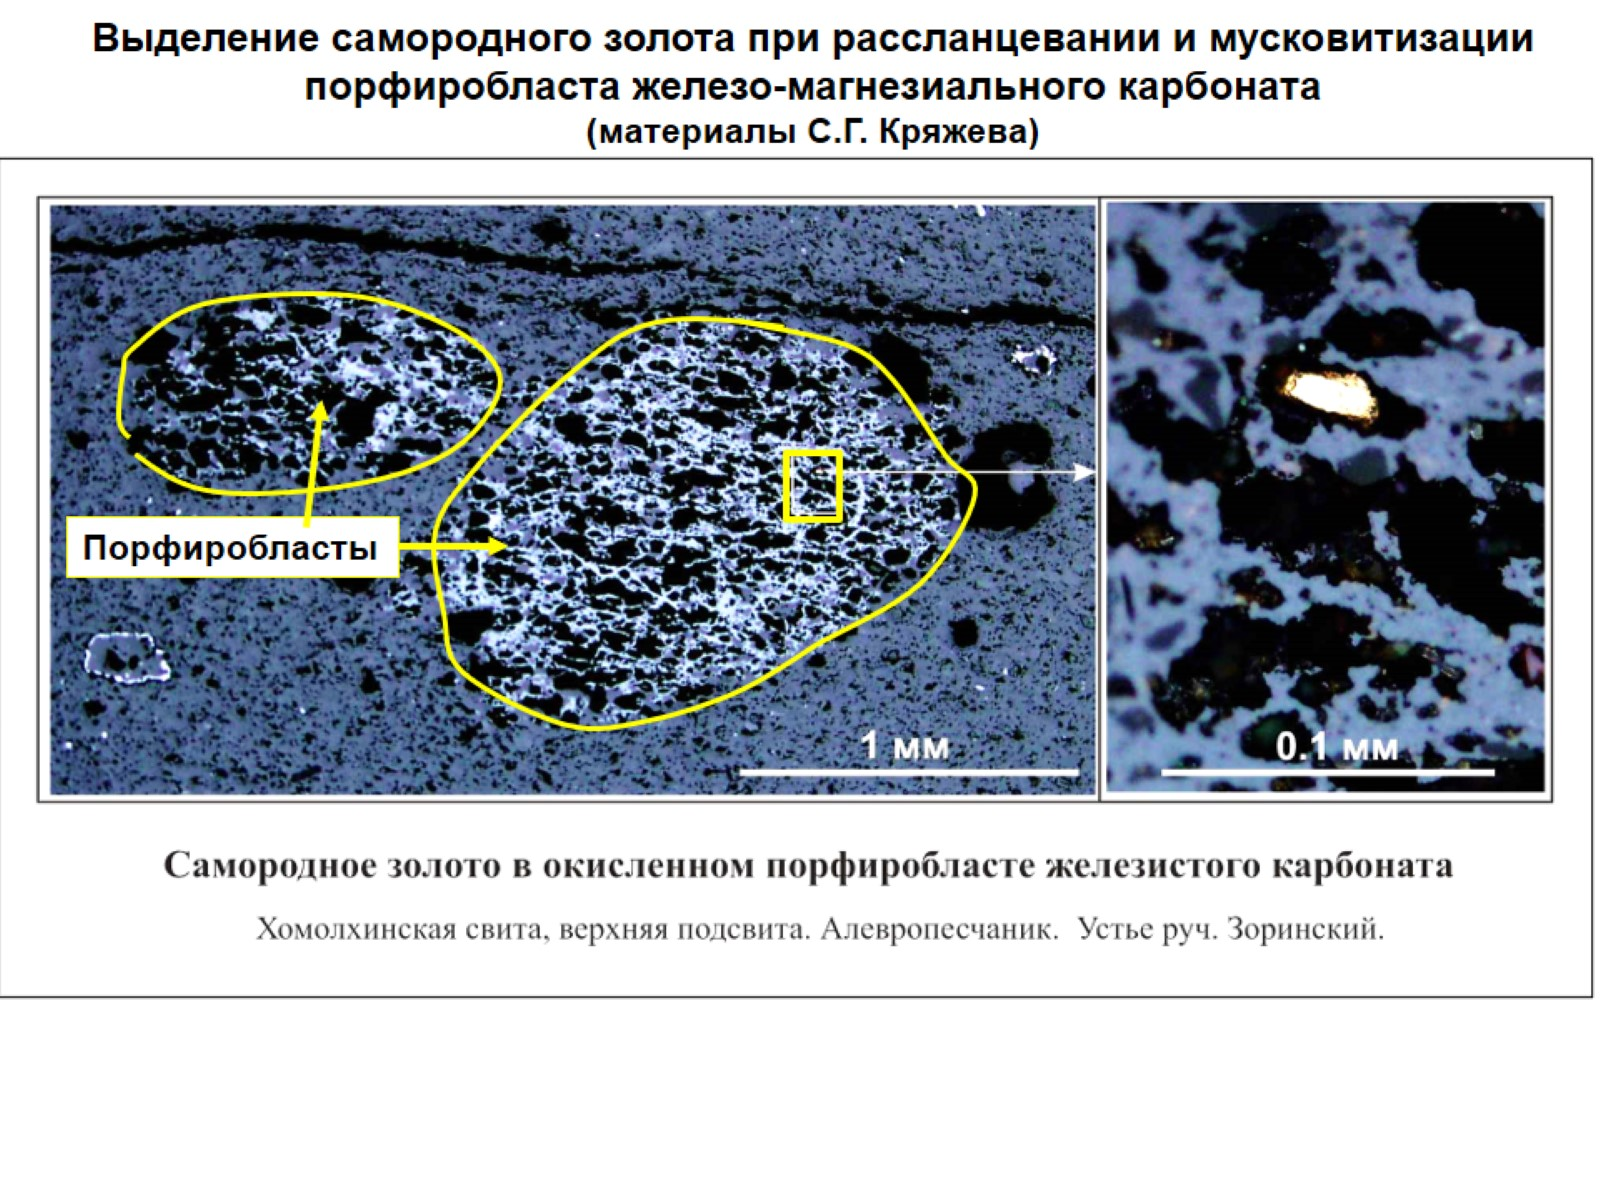 Выделение самородного золота при рассланцевании и мусковитизации
порфиробласта железо-магнезиального карбоната
(материалы С.Г. Кряжева)
Порфиробласты
1 мм
0.1 мм
Самородное золото в окисленном порфиробласте железистого карбоната
Хомолхинская свита, верхняя подсвита. Алевропесчаник. Устье руч. Зоринский.